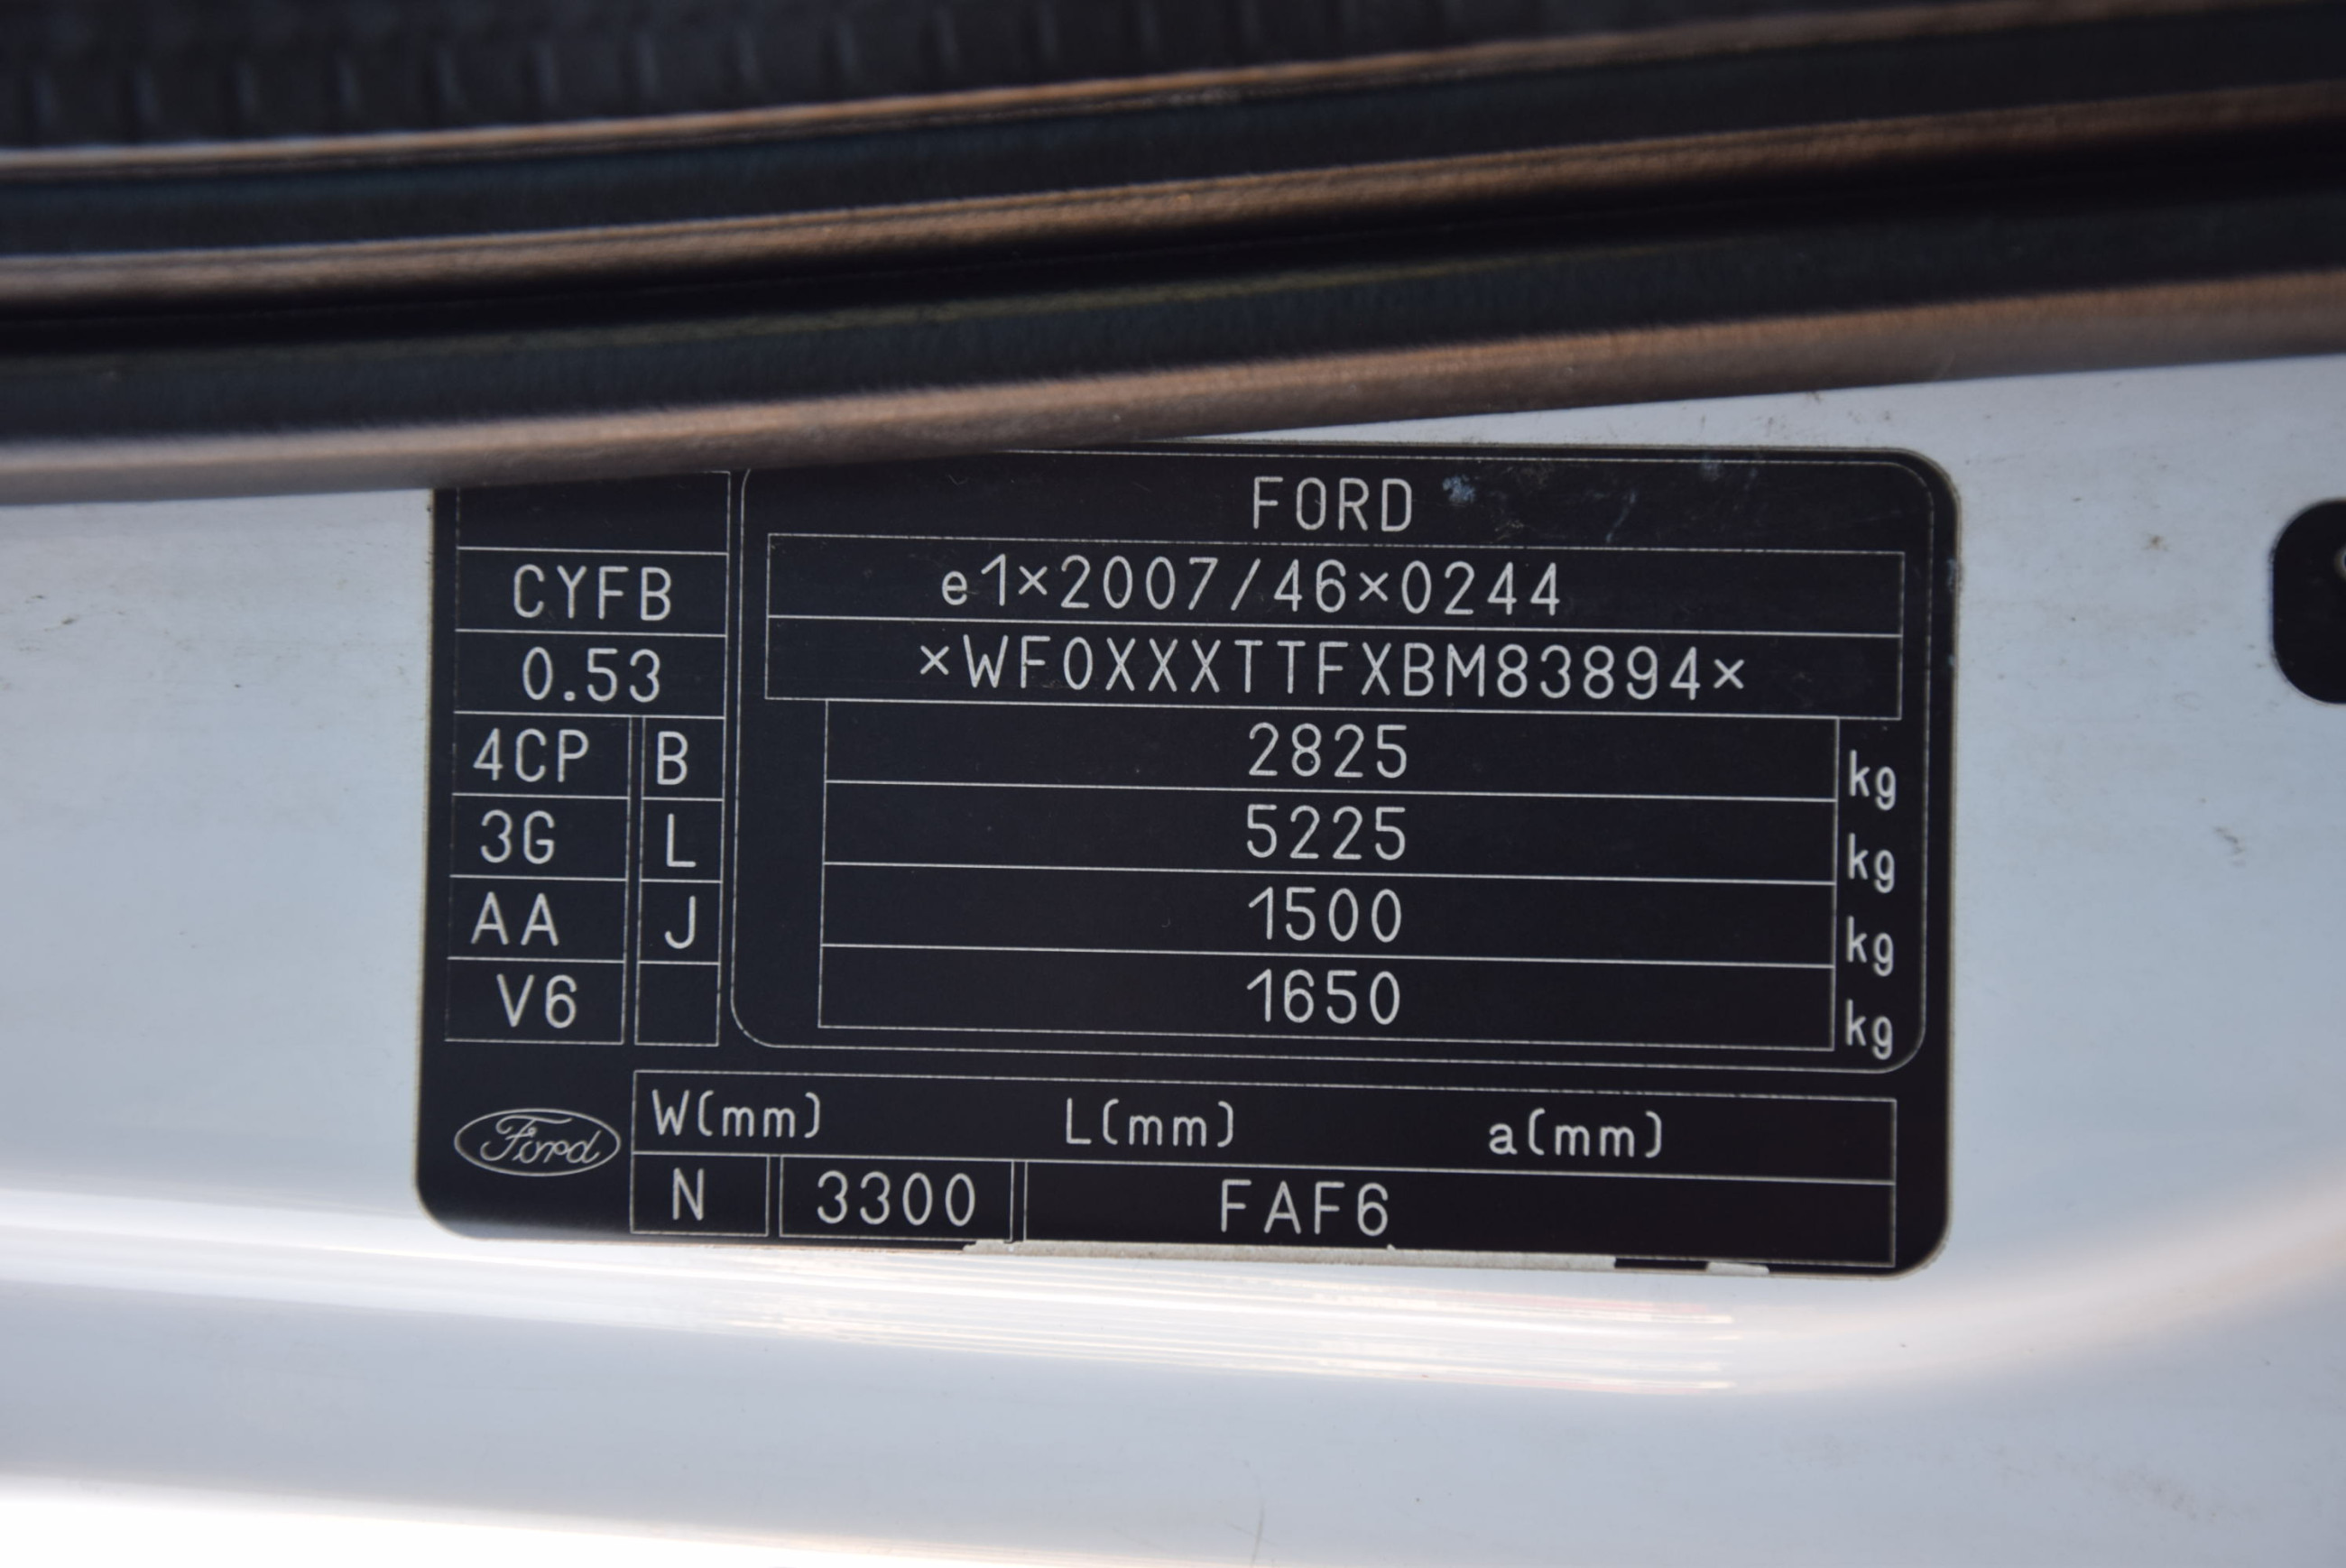 FORD
e1×2007/46×0244
×WF0XXXTTFXBM83894×
2825 kg
5225 kg
1500 kg
1650 kg
CYFB
0.53
4CP B
3G L
AA J
V6
Ford
W(mm) L(mm) a(mm)
N 3300 FAF6